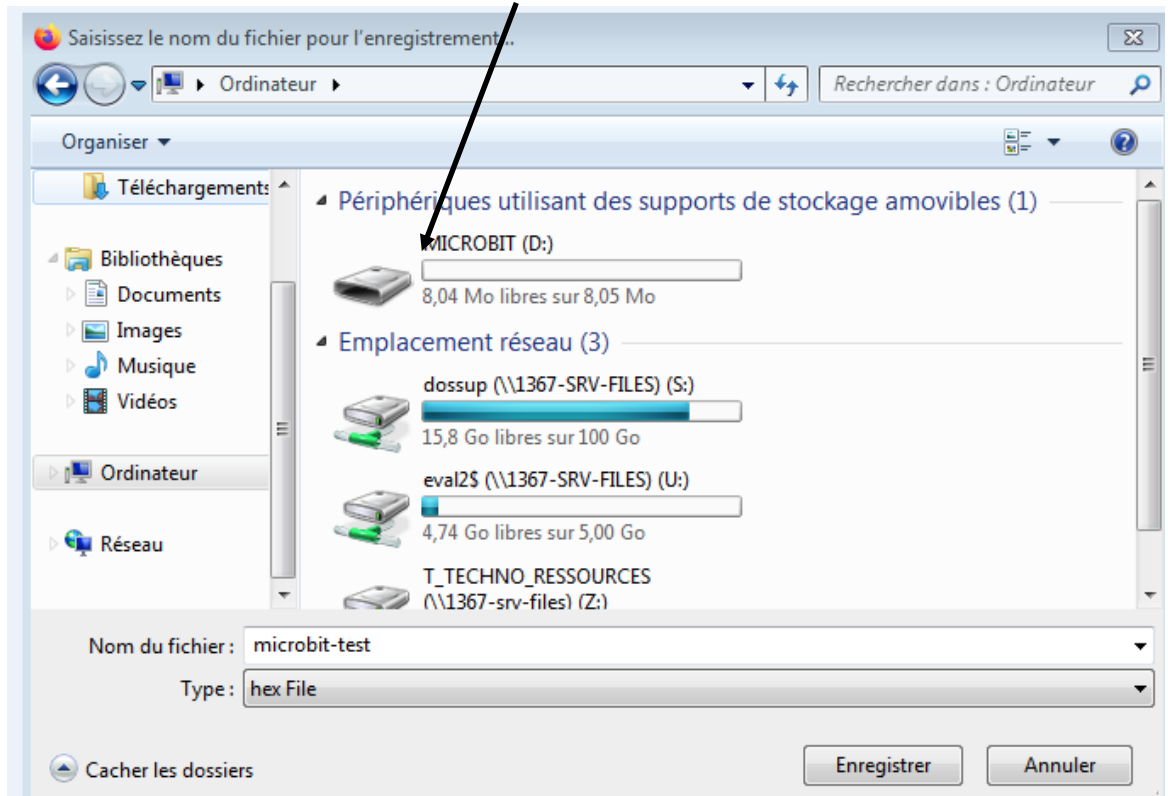 Saisissez le nom du fichier pour l'enregistrement...
Ordinateur
Rechercher dans : Ordinateur
Organiser
Téléchargements
Bibliothèques
Documents
Images
Musique
Vidéos
Ordinateur
Réseau
Périphériques utilisant des supports de stockage amovibles (1)
MICROBIT (D:)
8,04 Mo libres sur 8,05 Mo
Emplacement réseau (3)
dossup (\\1367-SRV-FILES) (S:)
15,8 Go libres sur 100 Go
eval2$ (\\1367-SRV-FILES) (U:)
4,74 Go libres sur 5,00 Go
T_TECHNO_RESSOURCES
(\\1367-srv-files) (Z:)
Nom du fichier : microbit-test
Type : hex File
Cacher les dossiers
Enregistrer
Annuler